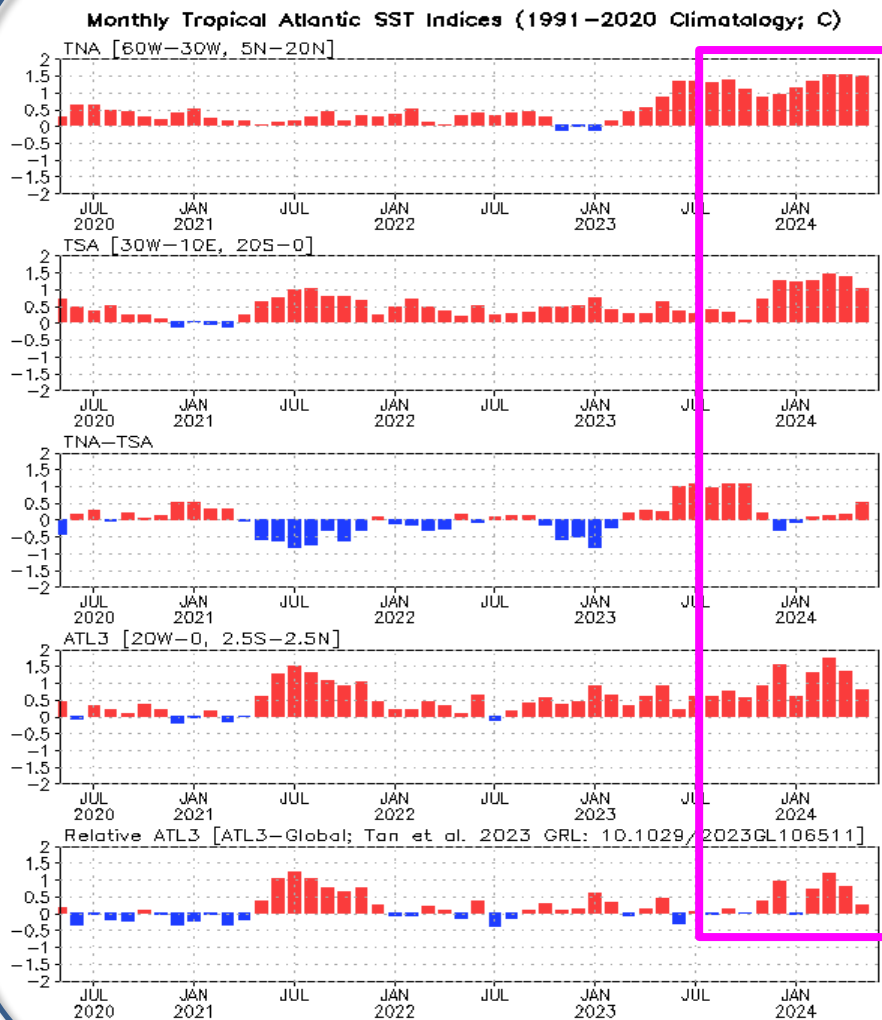 Monthly Tropical Atlantic SST Indices (1991−2020 Climatology; C)
TNA [60W−30W, 5N−20N]
2
1.5
1
0.5
0
−0.5
−1
−1.5
−2
JUL JAN JUL JAN JUL JAN JUL JAN
2020 2021 2022 2023 2024
TSA [30W−10E, 20S−0]
2
1.5
1
0.5
0
−0.5
−1
−1.5
−2
JUL JAN JUL JAN JUL JAN JUL JAN
2020 2021 2022 2023 2024
TNA−TSA
2
1.5
1
0.5
0
−0.5
−1
−1.5
−2
JUL JAN JUL JAN JUL JAN JUL JAN
2020 2021 2022 2023 2024
ATL3 [20W−0, 2.5S−2.5N]
2
1.5
1
0.5
0
−0.5
−1
−1.5
−2
JUL JAN JUL JAN JUL JAN JUL JAN
2020 2021 2022 2023 2024
Relative ATL3 [ATL3−Global; Tan et al. 2023 GRL: 10.1029/2023GL106511]
2
1.5
1
0.5
0
−0.5
−1
−1.5
−2
JUL JAN JUL JAN JUL JAN JUL JAN
2020 2021 2022 2023 2024